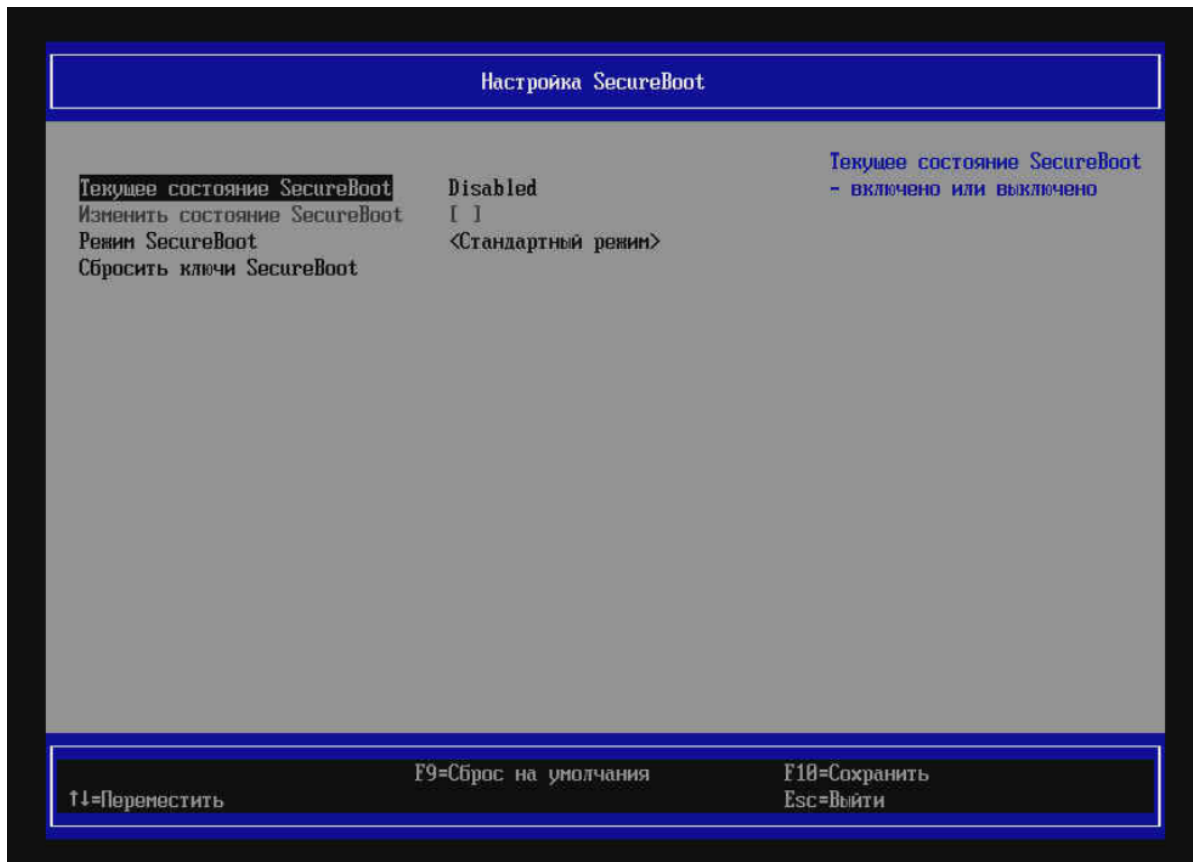 Настройка SecureBoot
Текущее состояние SecureBoot Disabled
Изменить состояние SecureBoot [ ]
Режим SecureBoot <Стандартный режим>
Сбросить ключи SecureBoot
Текущее состояние SecureBoot
- включено или выключено
F9=Сброс на умолчания F10=Сохранить
↑↓=Переместить Esc=Выйти